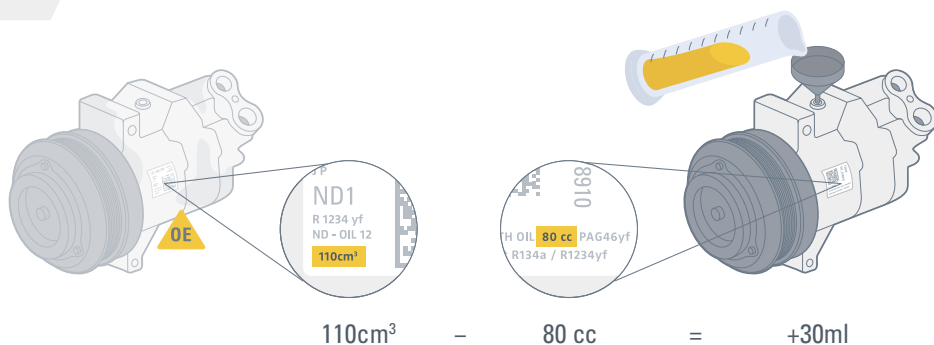 OE
ND1
R 1234 yf
ND - OIL 12
110cm³
8910
TH OIL 80 cc PAG46yf
R134a / R1234yf
110cm³ – 80 cc = +30ml